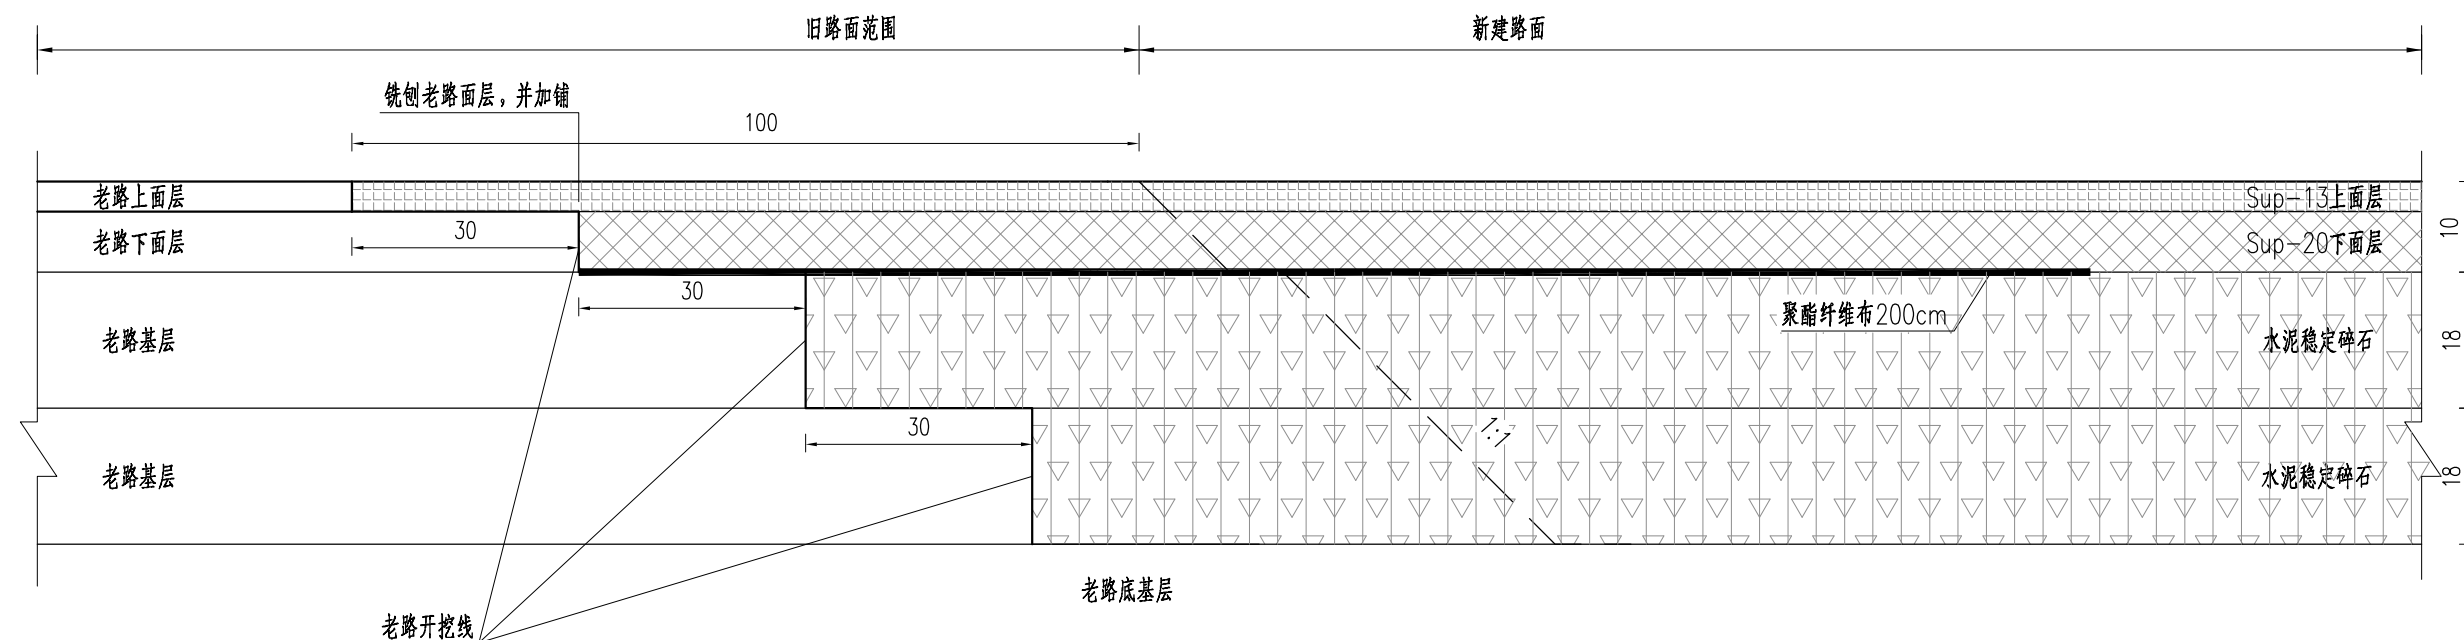 旧路面范围
新建路面
铣刨老路面层，并加铺
100
老路上面层
Sup-13上面层
30
老路下面层
Sup-20下面层
10
30
聚酯纤维布200cm
老路基层
水泥稳定碎石
18
30
1:1
老路基层
水泥稳定碎石
18
老路底基层
老路开挖线